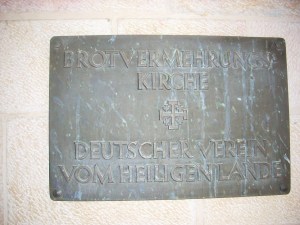 BROTVERMEHRUNGS
KIRCHE
DEUTSCHER VEREIN
VOM HEILIGEN LANDE